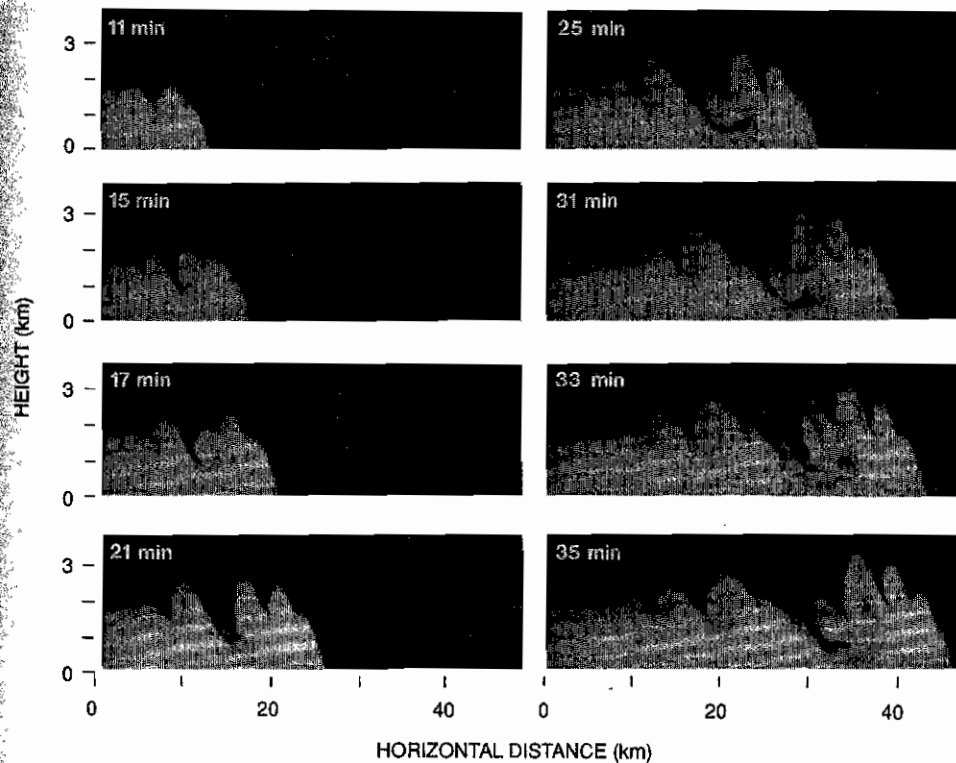 11 min
25 min
3
0
15 min
31 min
3
0
17 min
33 min
3
0
21 min
35 min
3
0
HEIGHT (km)
0 20 40 0 20 40
HORIZONTAL DISTANCE (km)